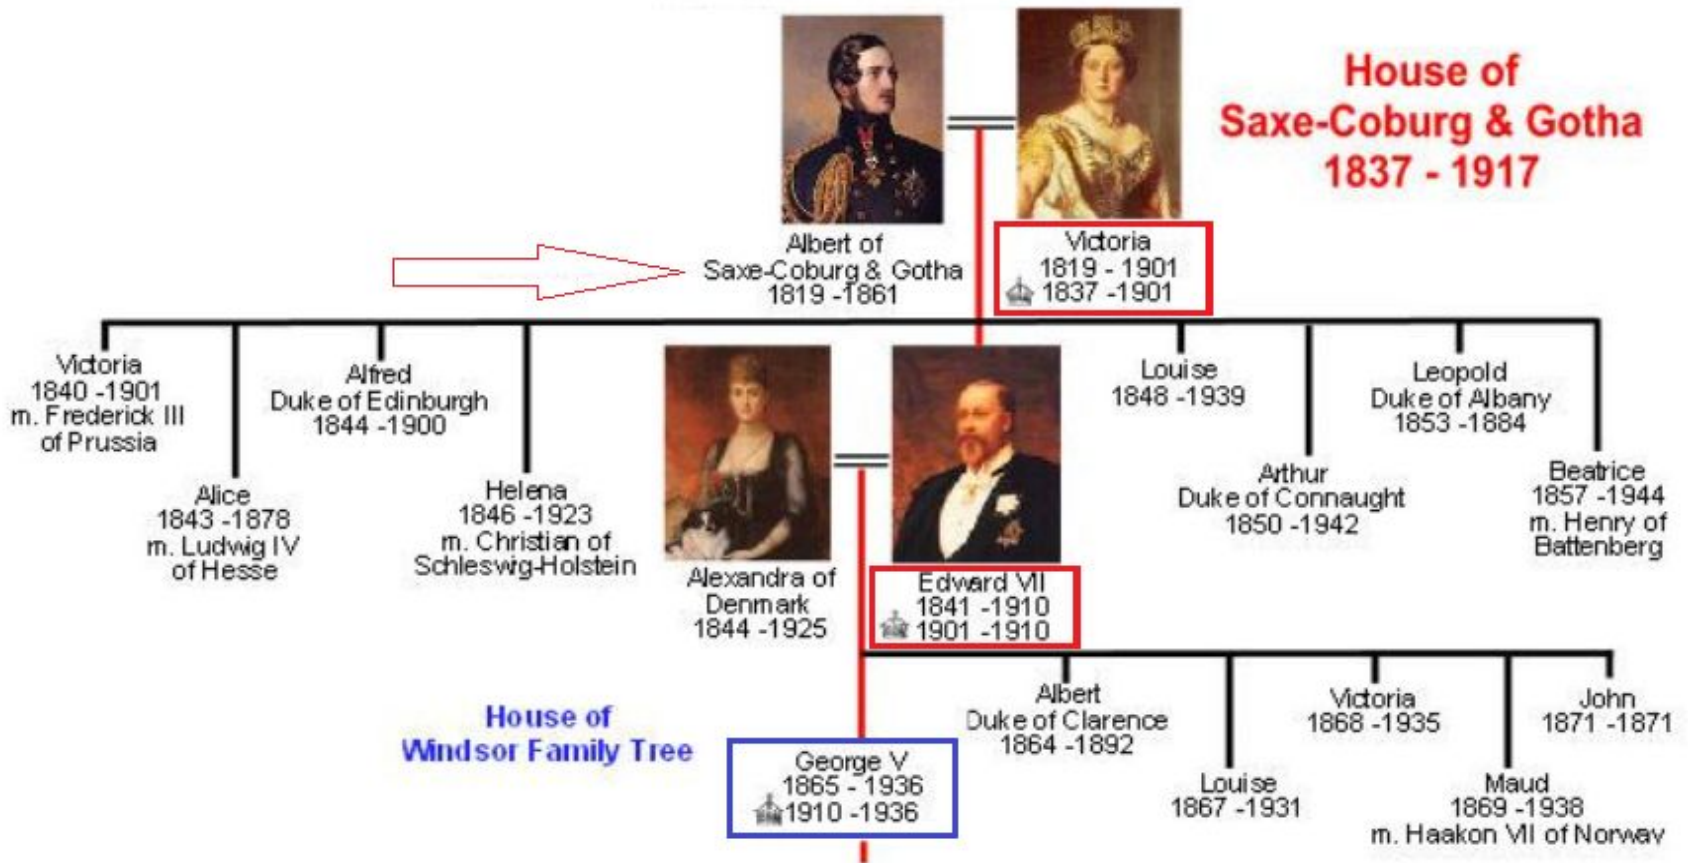 House of
Saxe-Coburg & Gotha
1837 - 1917
Albert of
Saxe-Coburg & Gotha
1819 -1861
Victoria
1819 - 1901
1837 -1901
Victoria
1840 -1901
m. Frederick III
of Prussia
Alice
1843 -1878
m. Ludwig IV
of Hesse
Alfred
Duke of Edinburgh
1844 -1900
Helena
1846 -1923
m. Christian of
Schleswig-Holstein
Alexandra of
Denmark
1844 -1925
Edward VII
1841 -1910
1901 -1910
Louise
1848 -1939
Arthur
Duke of Connaught
1850 -1942
Leopold
Duke of Albany
1853 -1884
Beatrice
1857 -1944
m. Henry of
Battenberg
House of
Windsor Family Tree
George V
1865 - 1936
1910 -1936
Albert
Duke of Clarence
1864 -1892
Louise
1867 -1931
Victoria
1868 -1935
Maud
1869 -1938
m. Haakon VII of Norway
John
1871 -1871